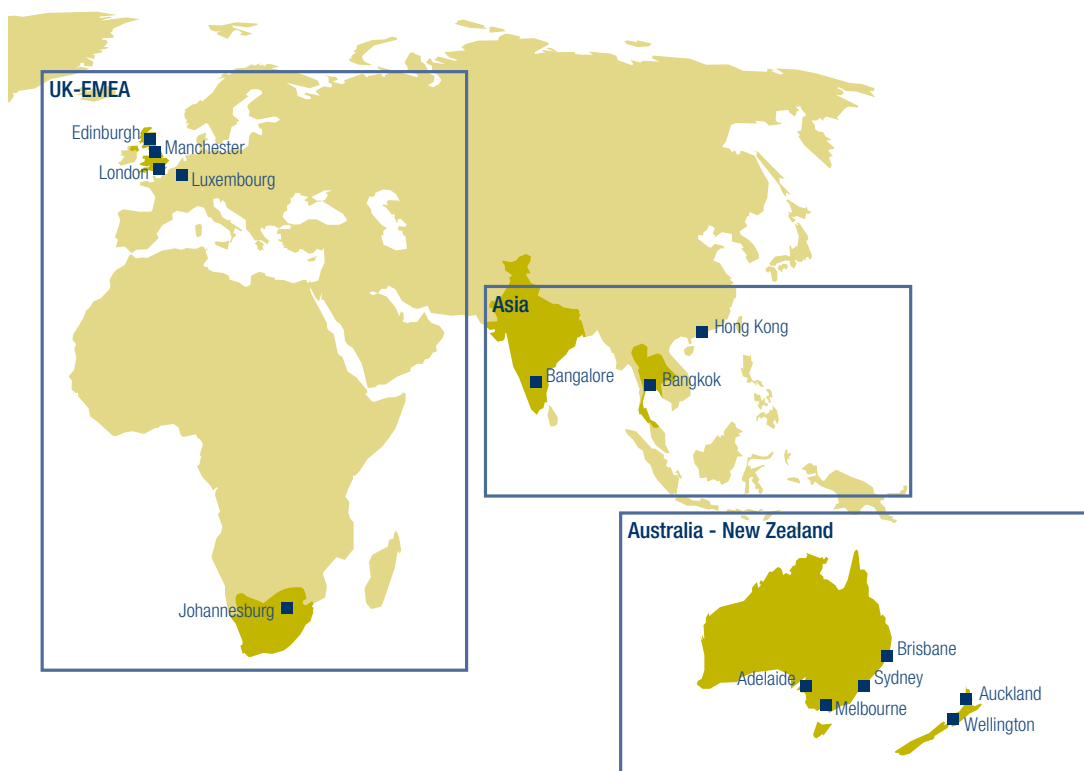 UK-EMEA
Edinburgh
Manchester
London
Luxembourg
Johannesburg
Asia
Hong Kong
Bangalore
Bangkok
Australia - New Zealand
Brisbane
Adelaide
Sydney
Melbourne
Auckland
Wellington